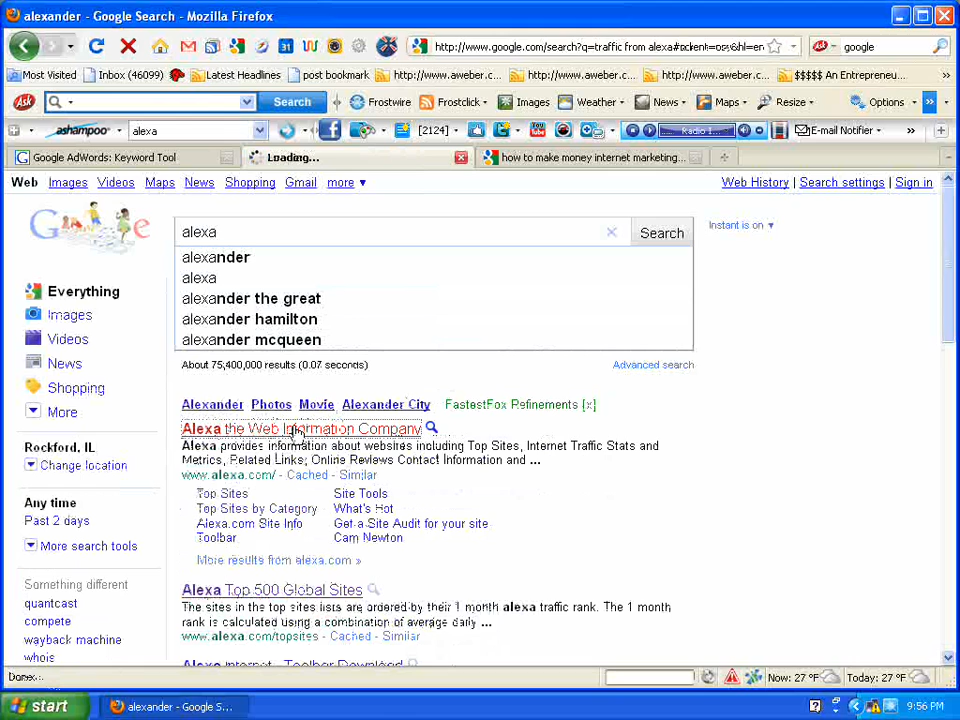 alexander - Google Search - Mozilla Firefox
http://www.google.com/search?q=traffic from alexa#
google
Most Visited
Inbox (46099)
Latest Headlines
post bookmark
http://www.aweber.c...
http://www.aweber.c...
http://www.aweber.c...
$$$$$ An Entrepreneu...
»
Ask
Search
Frostwire
Frostclick
Images
Weather
News
Maps
Resize
Options
»
ashampoo
alexa
[2124]
E-mail Notifier
»
Google AdWords: Keyword Tool
Loading...
how to make money internet marketing...
Web Images Videos Maps News Shopping Gmail more ▼
Web History | Search settings | Sign in
alexa
Search
Instant is on ▼
alexander
alexa
alexander the great
alexander hamilton
alexander mcqueen
About 75,400,000 results (0.07 seconds)
Advanced search
Everything
Images
Videos
News
Shopping
More
Rockford, IL
Change location
Any time
Past 2 days
More search tools
Something different
quantcast
compete
wayback machine
whois
Alexander Photos Movie Alexander City FastestFox Refinements [x]
Alexa the Web Information Company
Alexa provides information about websites including Top Sites, Internet Traffic Stats and
Metrics, Related Links, Online Reviews Contact Information and ...
www.alexa.com/ - Cached - Similar
Top Sites
Site Tools
Top Sites by Category
What's Hot
Alexa.com Site Info
Get a Site Audit for your site
Toolbar
Cam Newton
More results from alexa.com »
Alexa Top 500 Global Sites
The sites in the top sites lists are ordered by their 1 month alexa traffic rank. The 1 month
rank is calculated using a combination of average daily ...
www.alexa.com/topsites - Cached - Similar
Alexa Internet - Toolbar Download
Now: 27 °F
Today: 27 °F
start
alexander - Google S...
9:56 PM